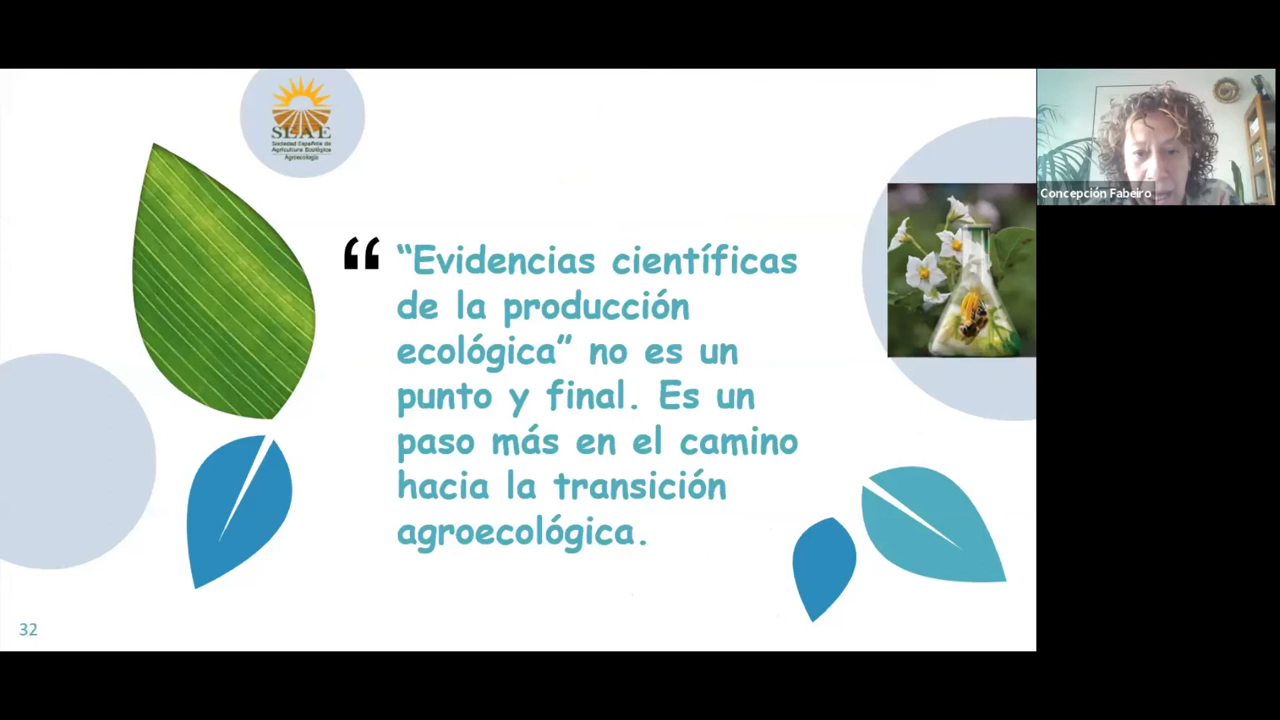 SEAE
Sociedad Española de
Agricultura Ecológica
Agroecología
“ “Evidencias científicas
de la producción
ecológica” no es un
punto y final. Es un
paso más en el camino
hacia la transición
agroecológica.
32
Concepción Fabeiro